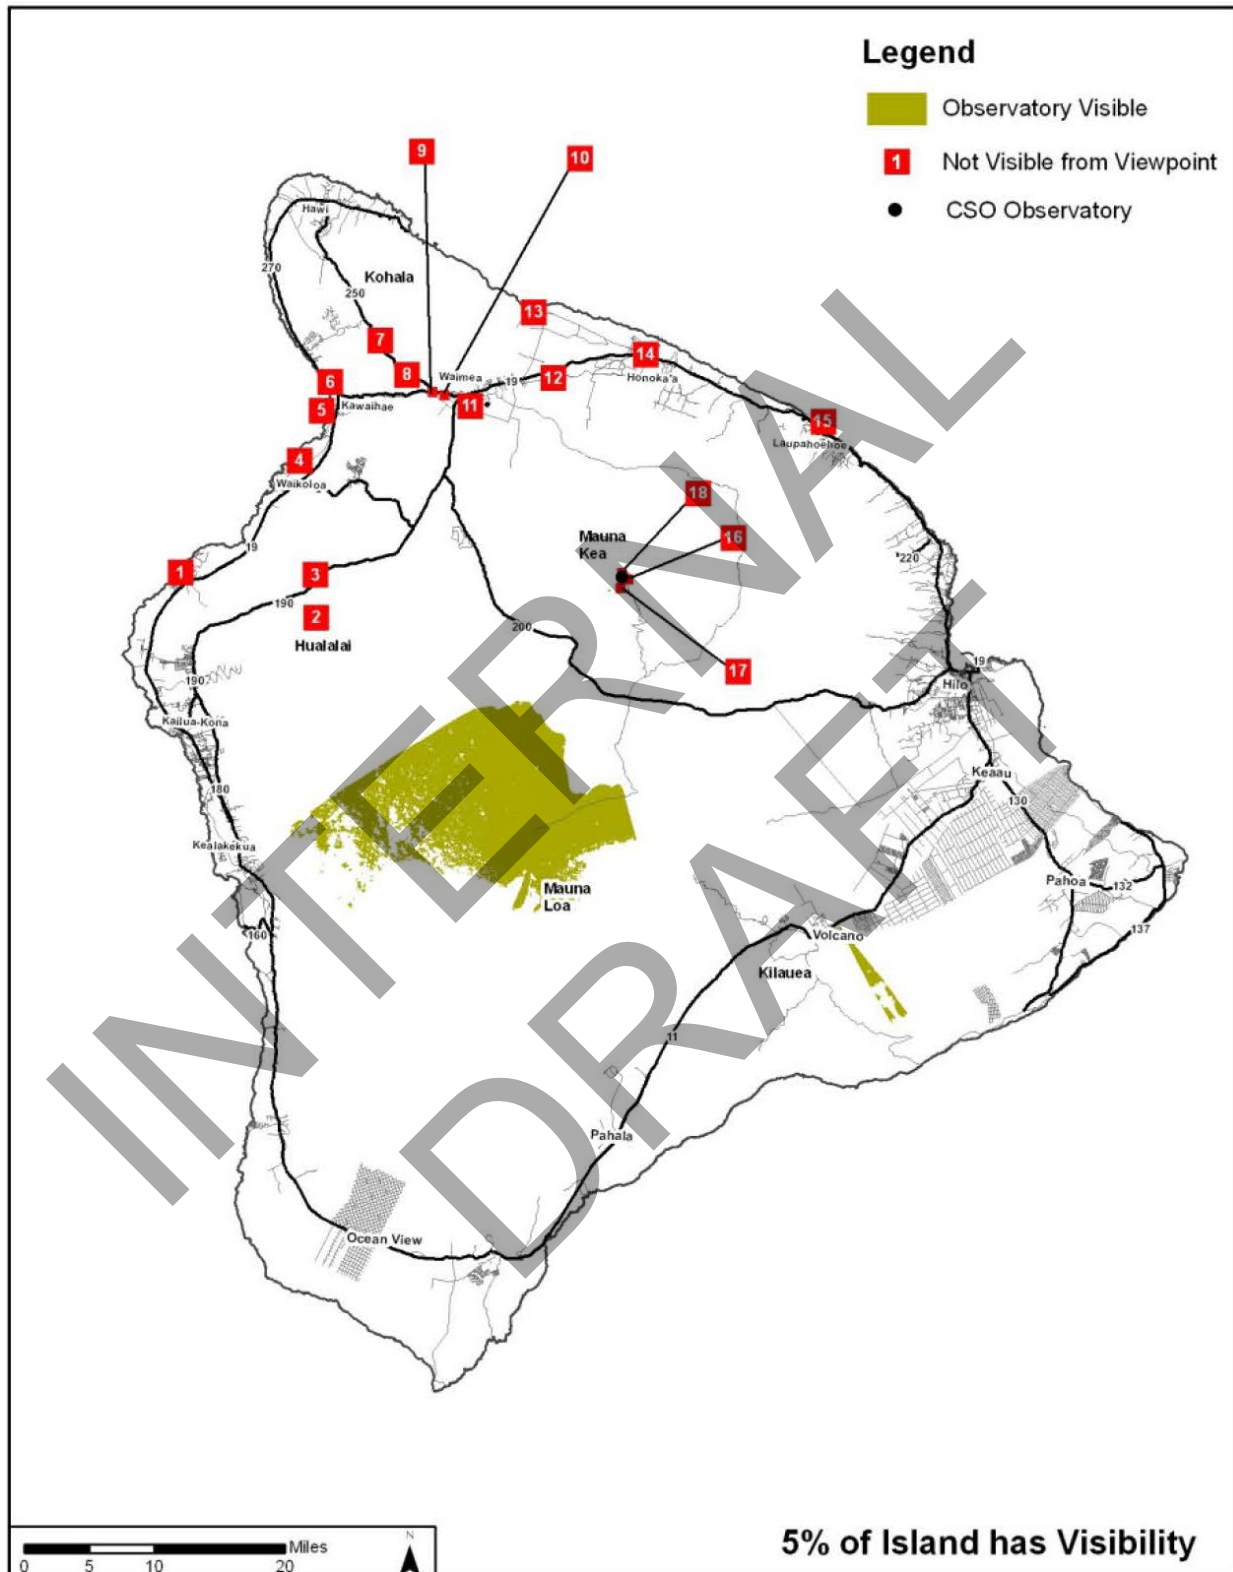 Legend
Observatory Visible
1 Not Visible from Viewpoint
CSO Observatory
9
10
Hawi
270
Kohala
250
13
7
14
6
8
Waimea
19
12
Honoka'a
5
Kawaihae
11
15
Laupahoehoe
4
Waikoloa
18
Mauna
Kea
16
19
220
1
3
190
2
200
Hualalai
17
19
190
Hilo
Kailua-Kona
Keaau
180
130
Kealakekua
Mauna
Loa
Pahoa
132
160
Volcano
137
Kilauea
11
Pahala
Ocean View
INTERNAL
DRAFT
Miles
0 5 10 20
N
5% of Island has Visibility